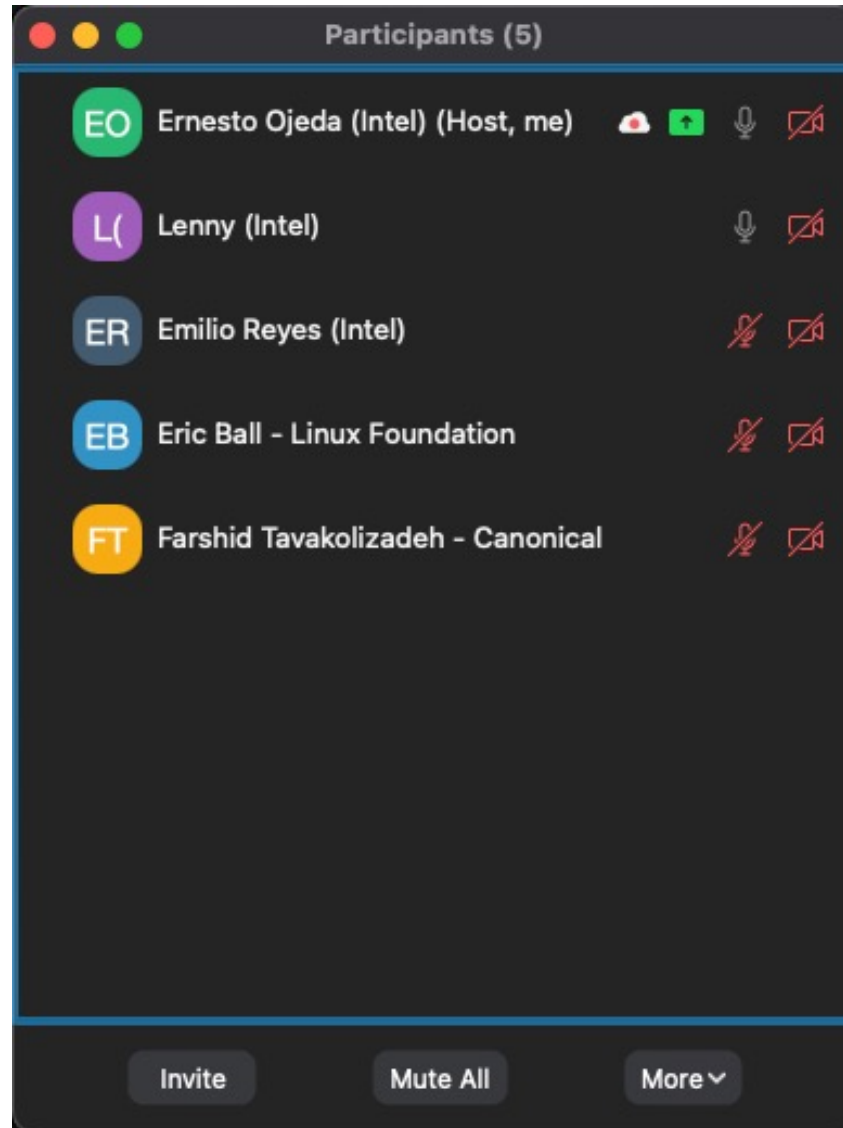 Participants (5)
EO Ernesto Ojeda (Intel) (Host, me)
L( Lenny (Intel)
ER Emilio Reyes (Intel)
EB Eric Ball - Linux Foundation
FT Farshid Tavakolizadeh - Canonical
Invite Mute All More